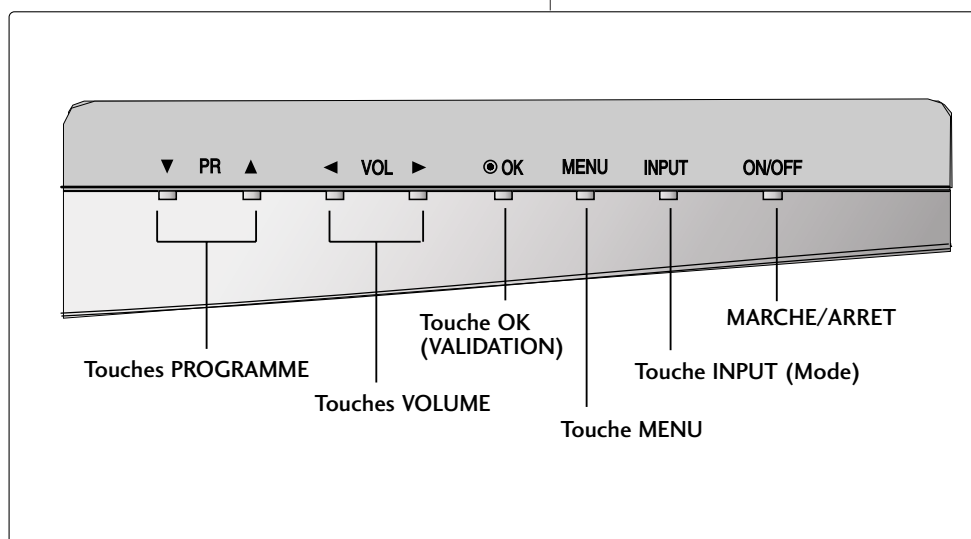 ▼ PR ▲ ◄ VOL ► ◉ OK MENU INPUT ON/OFF
Touche OK
(VALIDATION)
MARCHE/ARRET
Touches PROGRAMME
Touche INPUT (Mode)
Touches VOLUME
Touche MENU